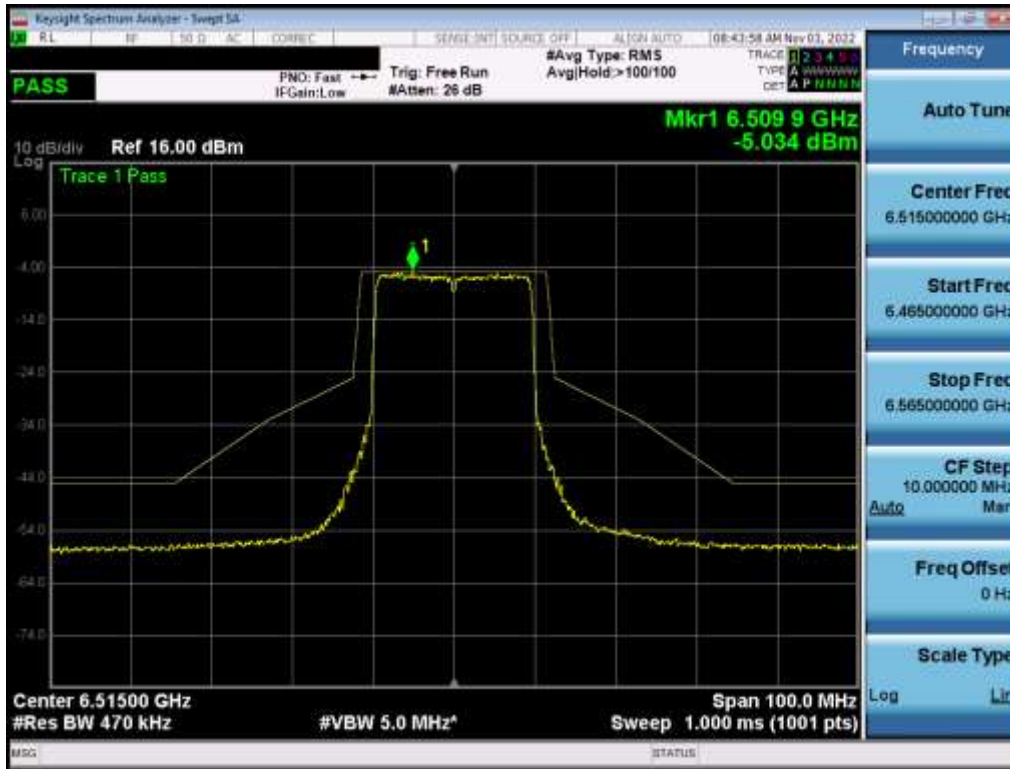 Keysight Spectrum Analyzer - Swept SA
RL RF 50 Ω AC CORREC SENSE:INT SOURCE OFF ALIGN AUTO 08:43:58 AM Nov 03, 2022
PASS
PNO: Fast
IFGain:Low
Trig: Free Run
#Atten: 26 dB
#Avg Type: RMS
Avg|Hold:>100/100
TRACE 1 2 3 4 5 6
TYPE A WWWWW
DET A P N N N N
Mkr1 6.509 9 GHz
-5.034 dBm
10 dB/div Ref 16.00 dBm
Log
Trace 1 Pass
1
6.00
-4.00
-14.0
-24.0
-34.0
-44.0
-54.0
-64.0
-74.0
Center 6.51500 GHz Span 100.0 MHz
#Res BW 470 kHz #VBW 5.0 MHz* Sweep 1.000 ms (1001 pts)
MSG STATUS
Frequency
Auto Tune
Center Freq
6.515000000 GHz
Start Freq
6.465000000 GHz
Stop Freq
6.565000000 GHz
CF Step
10.000000 MHz
Auto Man
Freq Offset
0 Hz
Scale Type
Log Lin